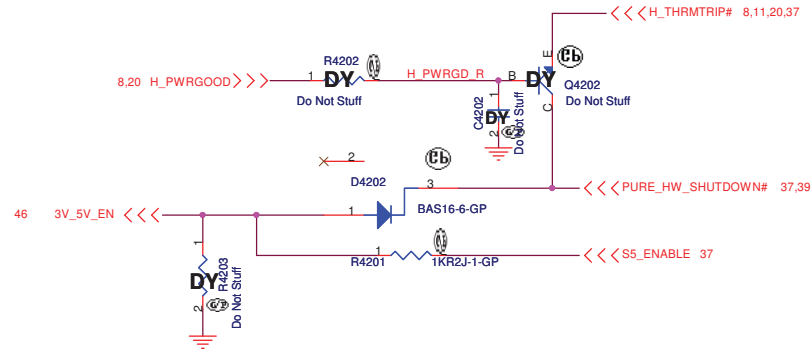 H_THRMTRIP# 8,11,20,37
R4202
1
DY
Do Not Stuff
8,20 H_PWRGOOD
H_PWRGD_R
B
E
C
DY
Q4202
Do Not Stuff
C4202
1
2
DY
Do Not Stuff
2
D4202
1
3
BAS16-6-GP
PURE_HW_SHUTDOWN# 37,39
46 3V_5V_EN
R4201
1
1KR2J-1-GP
S5_ENABLE 37
1
2
DY
R4203
Do Not Stuff